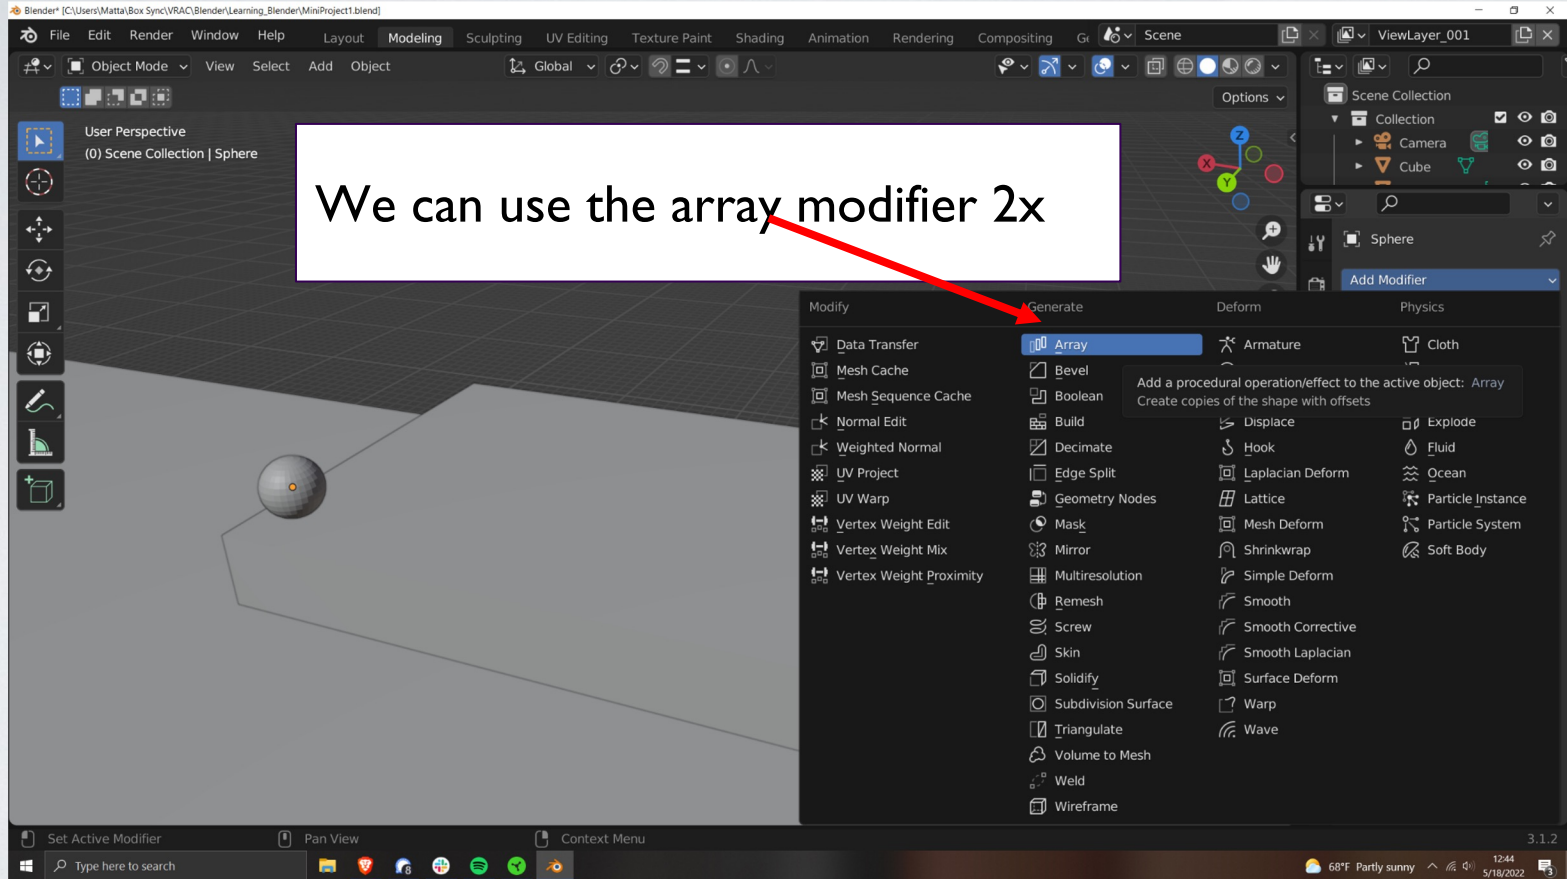 Blender* [C:\Users\Matta\Box Sync\VRAC\Blender\Learning_Blender\MiniProject1.blend]
File Edit Render Window Help Layout Modeling Sculpting UV Editing Texture Paint Shading Animation Rendering Compositing Scene ViewLayer_001
Object Mode View Select Add Object Global
Options
Scene Collection
Collection
Camera
Cube
User Perspective
(0) Scene Collection | Sphere
We can use the array modifier 2x
Sphere
Add Modifier
Modify Generate Deform Physics
Data Transfer Array Armature Cloth
Mesh Cache Bevel
Add a procedural operation/effect to the active object: Array
Mesh Sequence Cache Boolean Create copies of the shape with offsets
Normal Edit Build Displace Explode
Weighted Normal Decimate Hook Fluid
UV Project Edge Split Laplacian Deform Ocean
UV Warp Geometry Nodes Lattice Particle Instance
Vertex Weight Edit Mask Mesh Deform Particle System
Vertex Weight Mix Mirror Shrinkwrap Soft Body
Vertex Weight Proximity Multiresolution Simple Deform
Remesh Smooth
Screw Smooth Corrective
Skin Smooth Laplacian
Solidify Surface Deform
Subdivision Surface Warp
Triangulate Wave
Volume to Mesh
Weld
Wireframe
Set Active Modifier Pan View Context Menu 3.1.2
Type here to search 68°F Partly sunny 12:44
5/18/2022